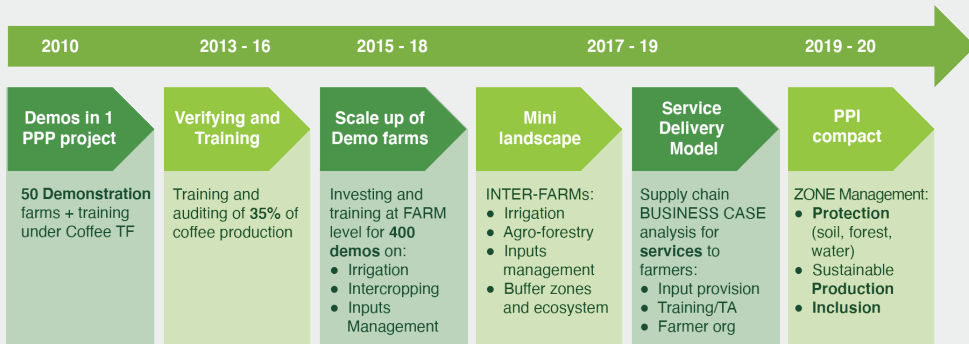 2010
2013 - 16
2015 - 18
2017 - 19
2019 - 20
Demos in 1
PPP project
50 Demonstration
farms + training
under Coffee TF
Verifying and
Training
Training and
auditing of 35% of
coffee production
Scale up of
Demo farms
Investing and
training at FARM
level for 400
demos on:
● Irrigation
● Intercropping
● Inputs
Management
Mini
landscape
INTER-FARMs:
● Irrigation
● Agro-forestry
● Inputs
management
● Buffer zones
and ecosystem
Service
Delivery
Model
Supply chain
BUSINESS CASE
analysis for
services to
farmers:
● Input provision
● Training/TA
● Farmer org
PPI
compact
ZONE Management:
● Protection
(soil, forest,
water)
● Sustainable
Production
● Inclusion